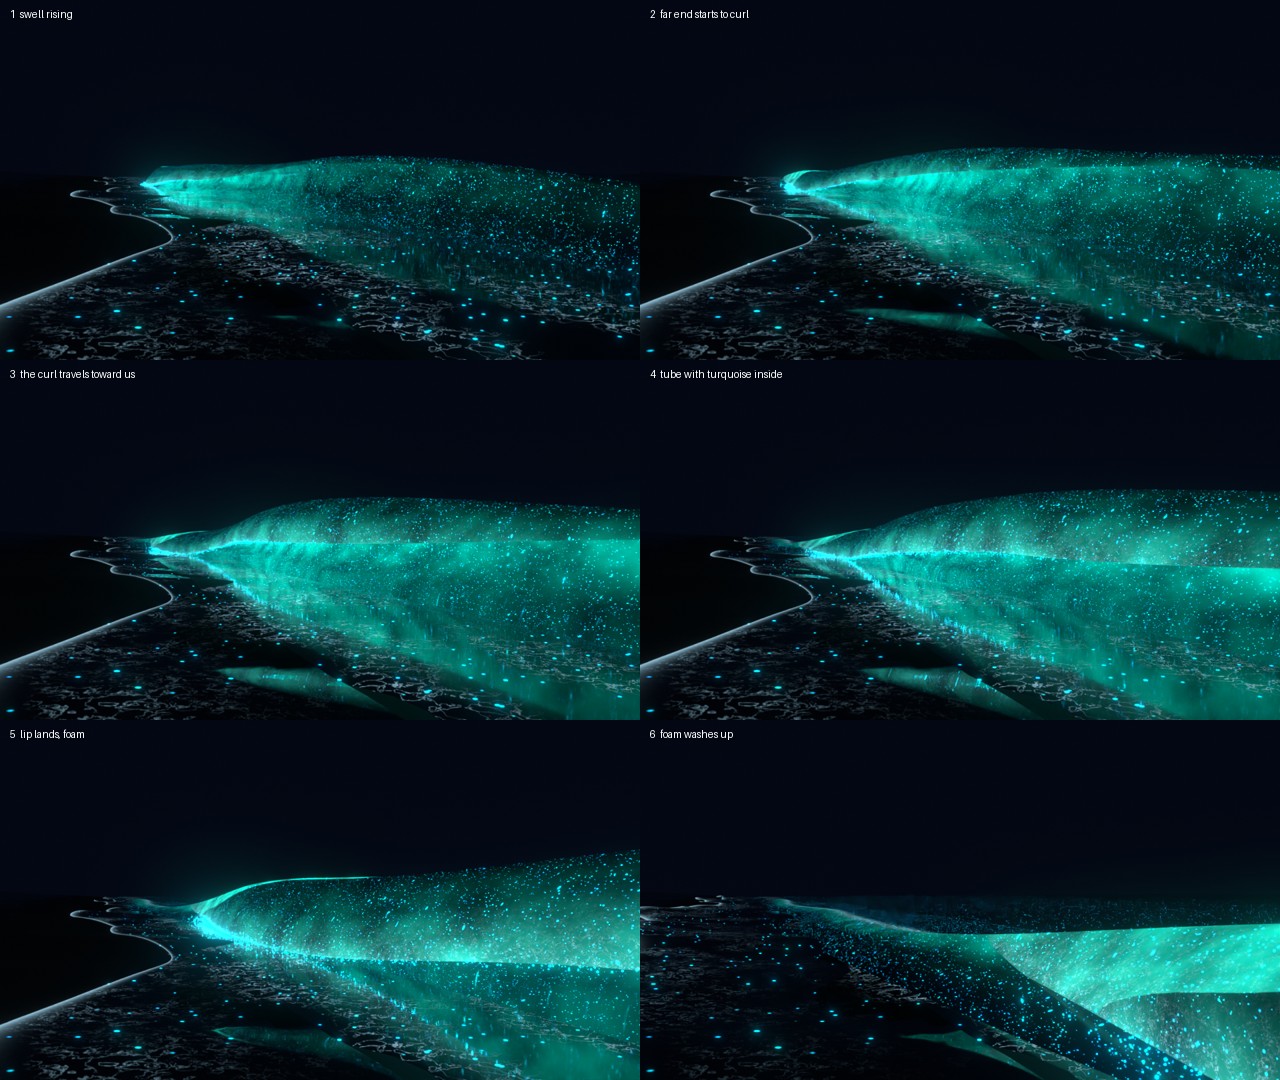 1 swell rising
2 far end starts to curl
3 the curl travels toward us
4 tube with turquoise inside
5 lip lands, foam
6 foam washes up